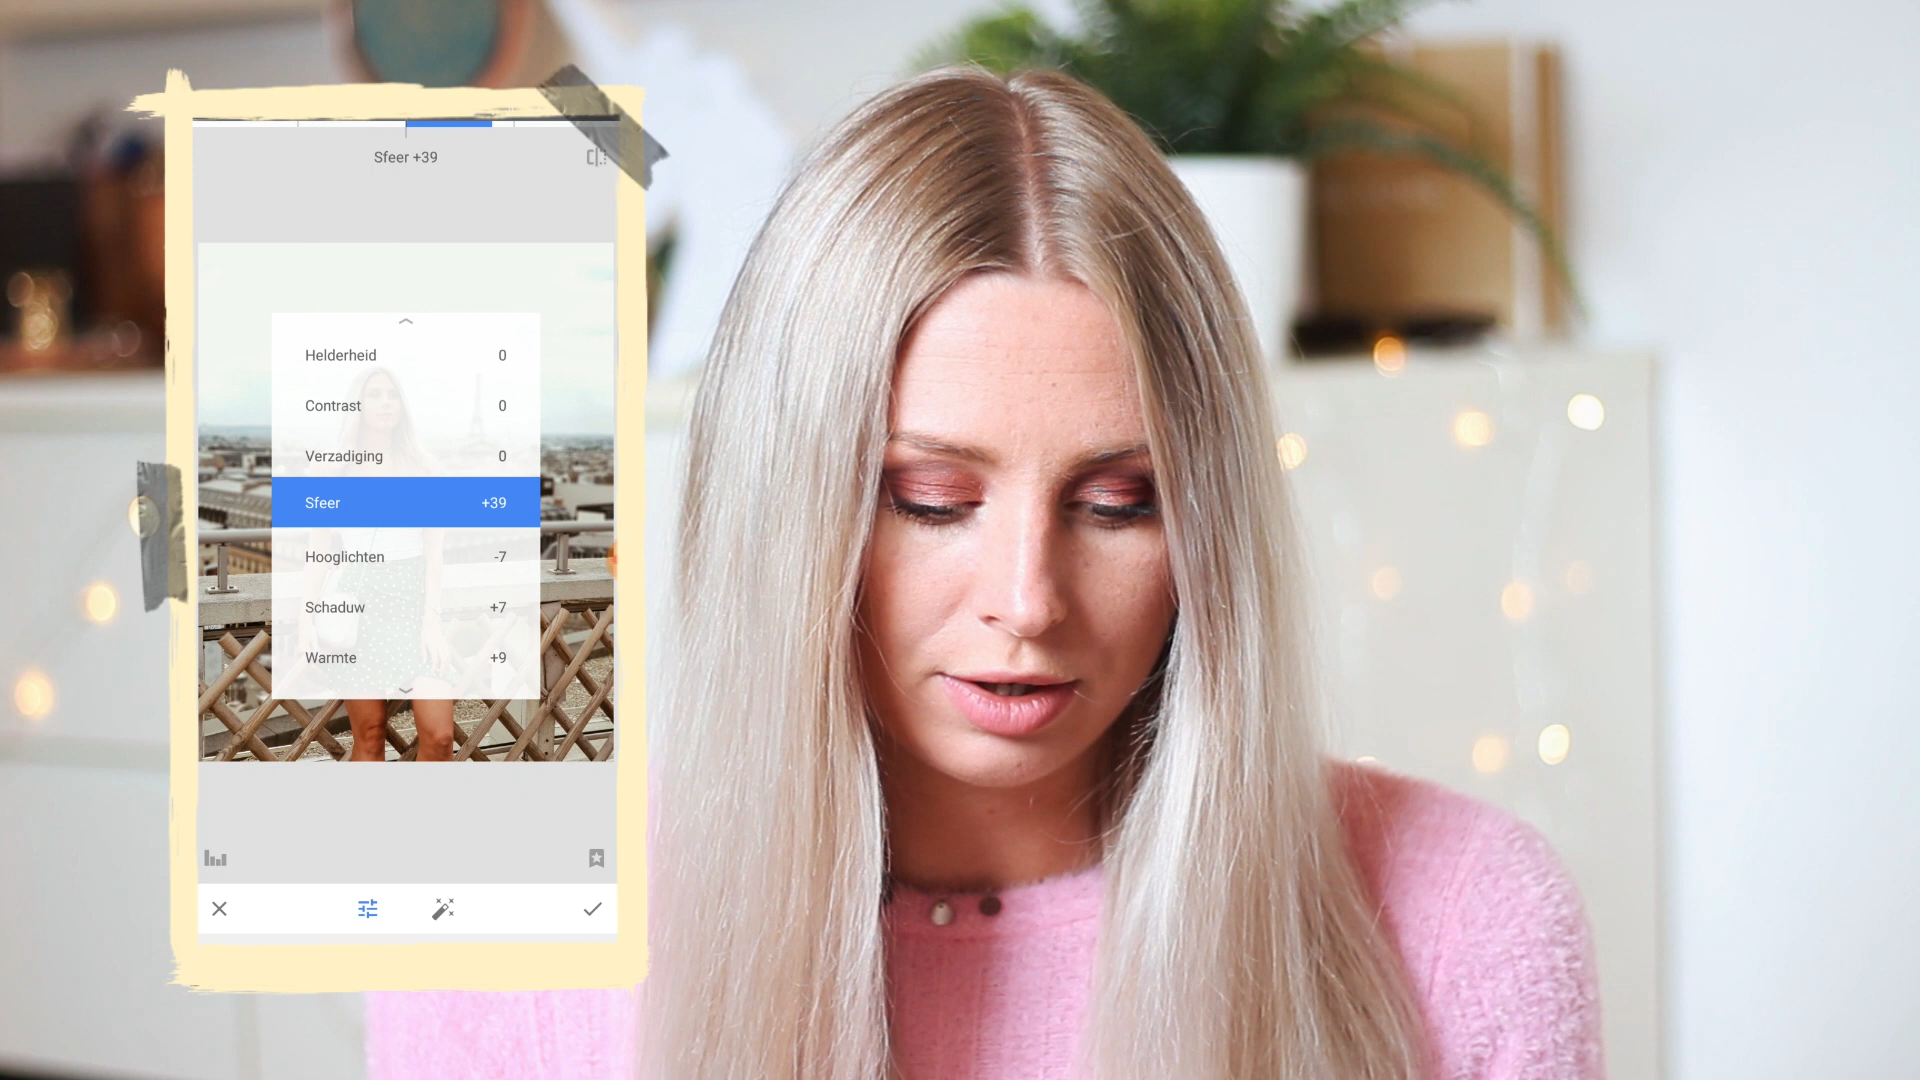 Sfeer +39
Helderheid 0
Contrast 0
Verzadiging 0
Sfeer +39
Hooglichten -7
Schaduw +7
Warmte +9